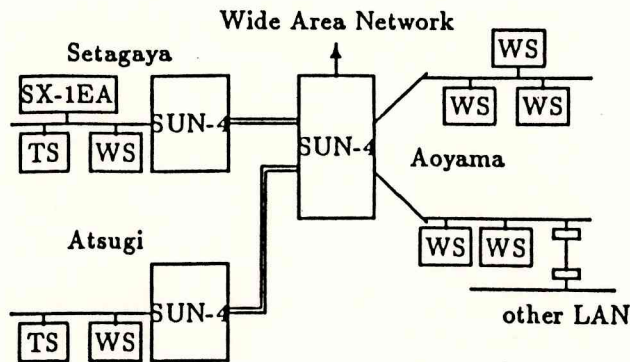 Wide Area Network
Setagaya
WS
SX-1EA
SUN-4
SUN-4
WS
WS
TS
WS
Aoyama
Atsugi
WS
WS
SUN-4
other LAN
TS
WS